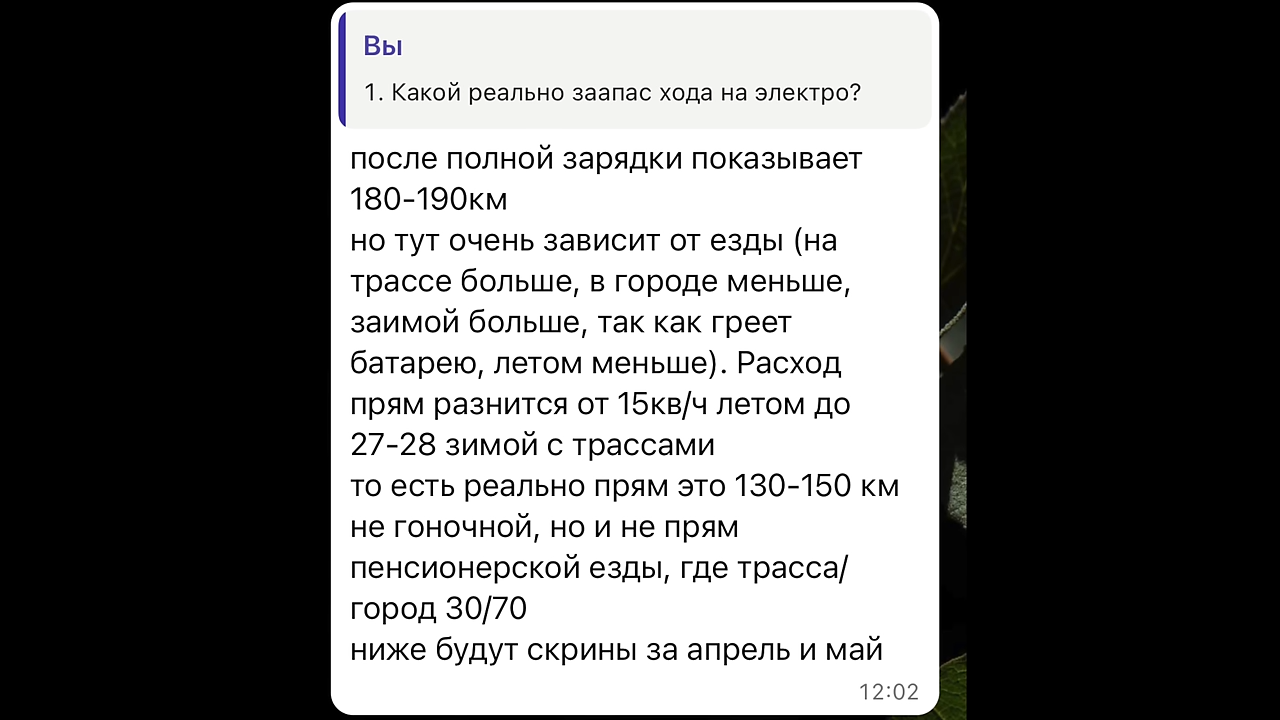 Вы
1. Какой реально заапас хода на электро?
после полной зарядки показывает
180-190км
но тут очень зависит от езды (на
трассе больше, в городе меньше,
заимой больше, так как греет
батарею, летом меньше). Расход
прям разнится от 15кв/ч летом до
27-28 зимой с трассами
то есть реально прям это 130-150 км
не гоночной, но и не прям
пенсионерской езды, где трасса/
город 30/70
ниже будут скрины за апрель и май
12:02